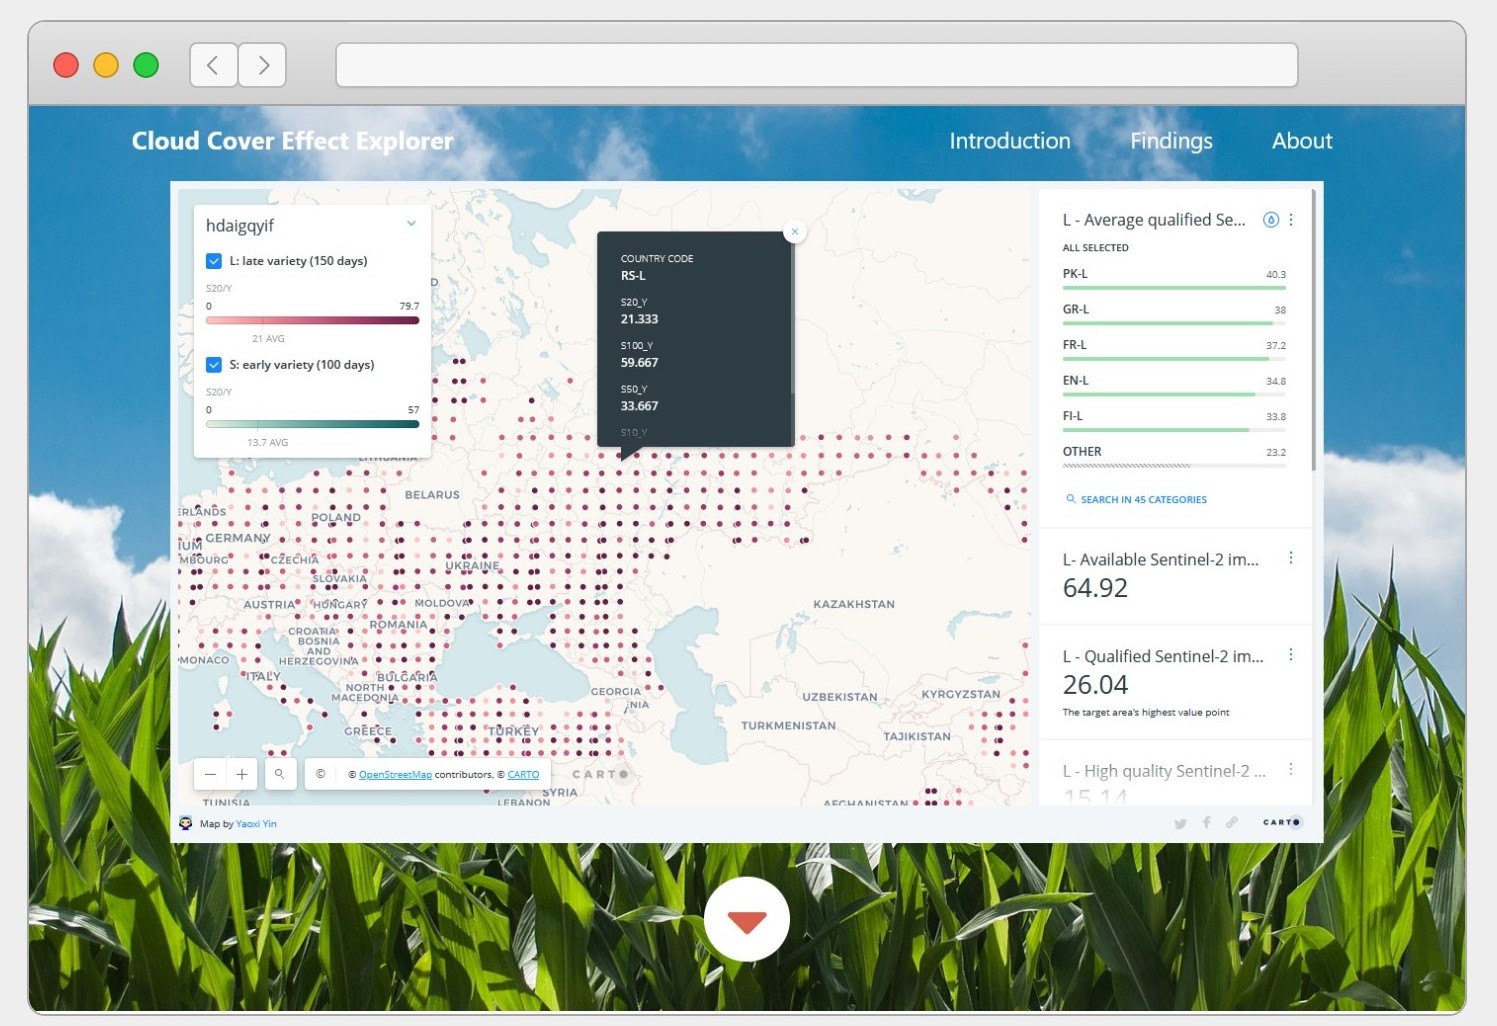 Cloud Cover Effect Explorer
Introduction
Findings
About
hdaigqyif
L: late variety (150 days)
S20/Y
0 79.7
21 AVG
S: early variety (100 days)
S20/Y
0 57
13.7 AVG
COUNTRY CODE
RS-L
S20_Y
21.333
S100_Y
59.667
S50_Y
33.667
S10_Y
LITHUANIA
BELARUS
ERLANDS
POLAND
GERMANY
IUM
MBOURG
CZECHIA
UKRAINE
SLOVAKIA
AUSTRIA
HUNGARY
MOLDOVA
KAZAKHSTAN
ROMANIA
CROATIA
BOSNIA
AND
HERZEGOVINA
MONACO
ITALY
BULGARIA
NORTH
MACEDONIA
GEORGIA
NIA
UZBEKISTAN
KYRGYZSTAN
GREECE
TURKEY
TURKMENISTAN
TAJIKISTAN
SYRIA
LEBANON
TUNISIA
AFGHANISTAN
© © OpenStreetMap contributors, © CARTO
CARTO
Map by Yaoxi Yin
CARTO
L - Average qualified Se...
ALL SELECTED
PK-L 40.3
GR-L 38
FR-L 37.2
EN-L 34.8
FI-L 33.8
OTHER 23.2
SEARCH IN 45 CATEGORIES
L- Available Sentinel-2 im...
64.92
L - Qualified Sentinel-2 im...
26.04
The target area's highest value point
L - High quality Sentinel-2 ...
15.14